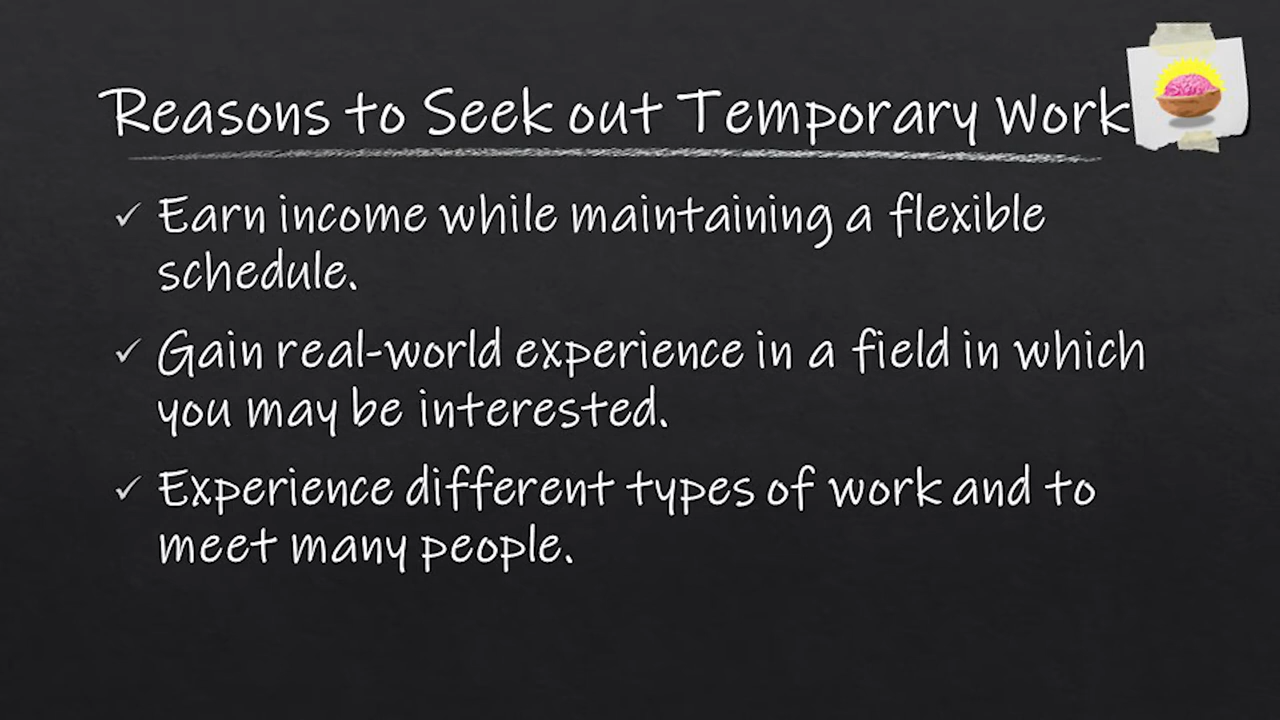 Reasons to Seek out Temporary Work
✓ Earn income while maintaining a flexible
schedule.
✓ Gain real-world experience in a field in which
you may be interested.
✓ Experience different types of work and to
meet many people.